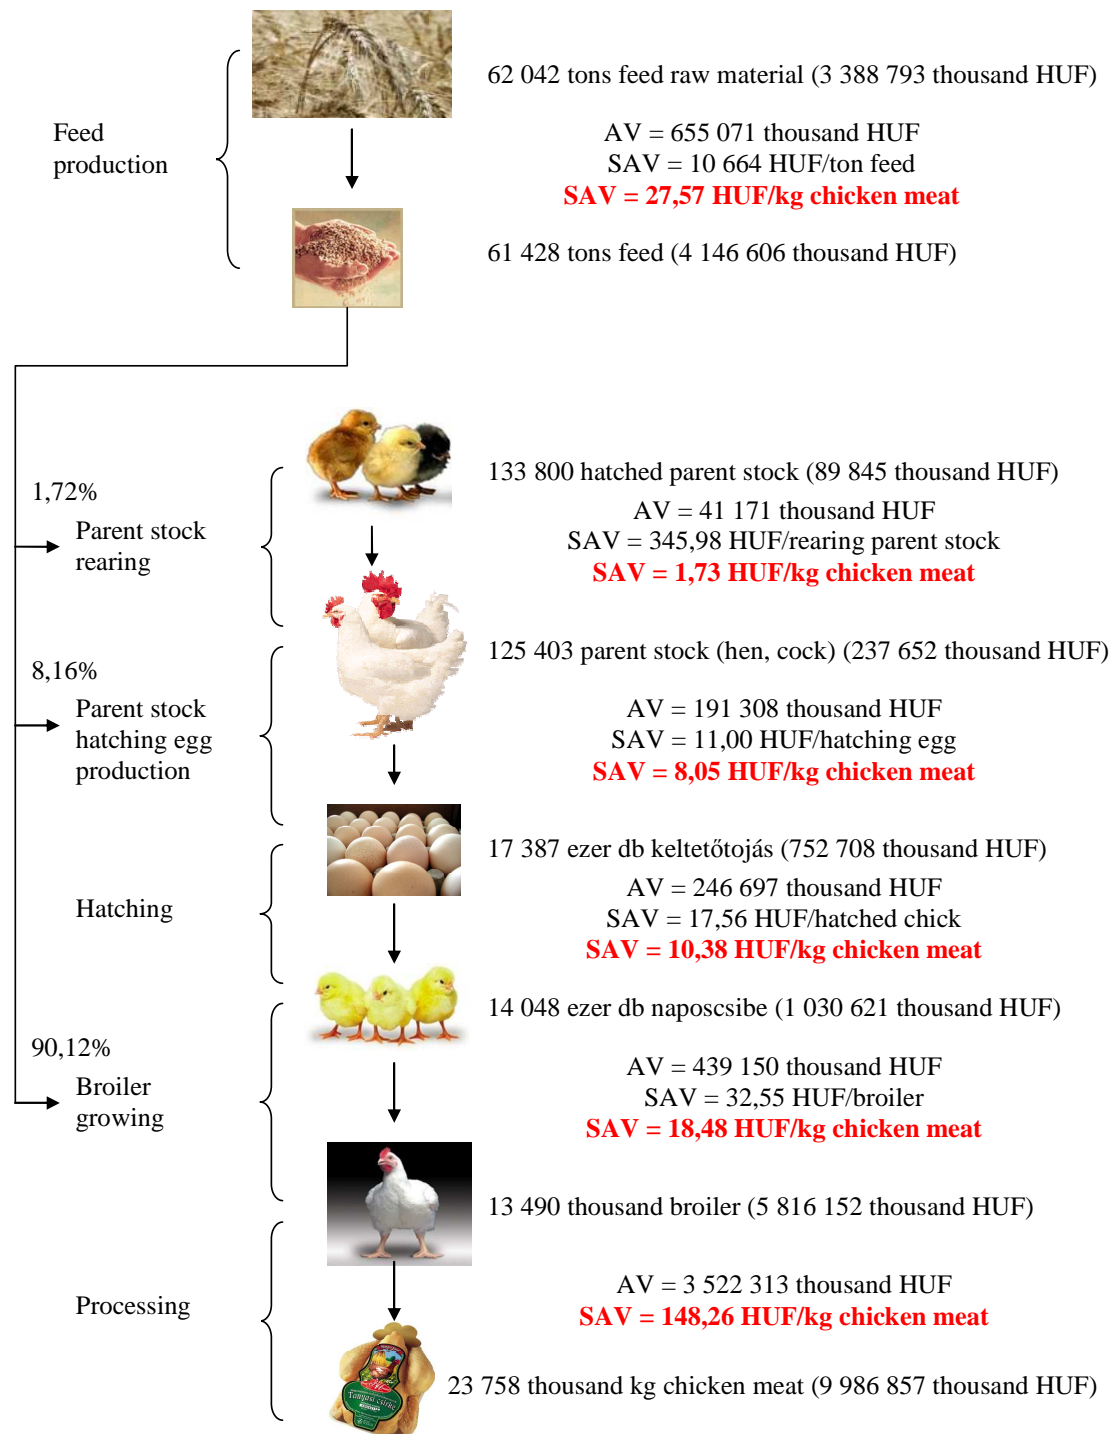 62 042 tons feed raw material (3 388 793 thousand HUF)
Feed
production
AV = 655 071 thousand HUF
SAV = 10 664 HUF/ton feed
SAV = 27,57 HUF/kg chicken meat
61 428 tons feed (4 146 606 thousand HUF)
133 800 hatched parent stock (89 845 thousand HUF)
1,72%
Parent stock
rearing
AV = 41 171 thousand HUF
SAV = 345,98 HUF/rearing parent stock
SAV = 1,73 HUF/kg chicken meat
125 403 parent stock (hen, cock) (237 652 thousand HUF)
8,16%
Parent stock
hatching egg
production
AV = 191 308 thousand HUF
SAV = 11,00 HUF/hatching egg
SAV = 8,05 HUF/kg chicken meat
17 387 ezer db keltetőtojás (752 708 thousand HUF)
Hatching
AV = 246 697 thousand HUF
SAV = 17,56 HUF/hatched chick
SAV = 10,38 HUF/kg chicken meat
14 048 ezer db naposcsibe (1 030 621 thousand HUF)
90,12%
Broiler
growing
AV = 439 150 thousand HUF
SAV = 32,55 HUF/broiler
SAV = 18,48 HUF/kg chicken meat
13 490 thousand broiler (5 816 152 thousand HUF)
Processing
AV = 3 522 313 thousand HUF
SAV = 148,26 HUF/kg chicken meat
Tanyasi csirke
23 758 thousand kg chicken meat (9 986 857 thousand HUF)